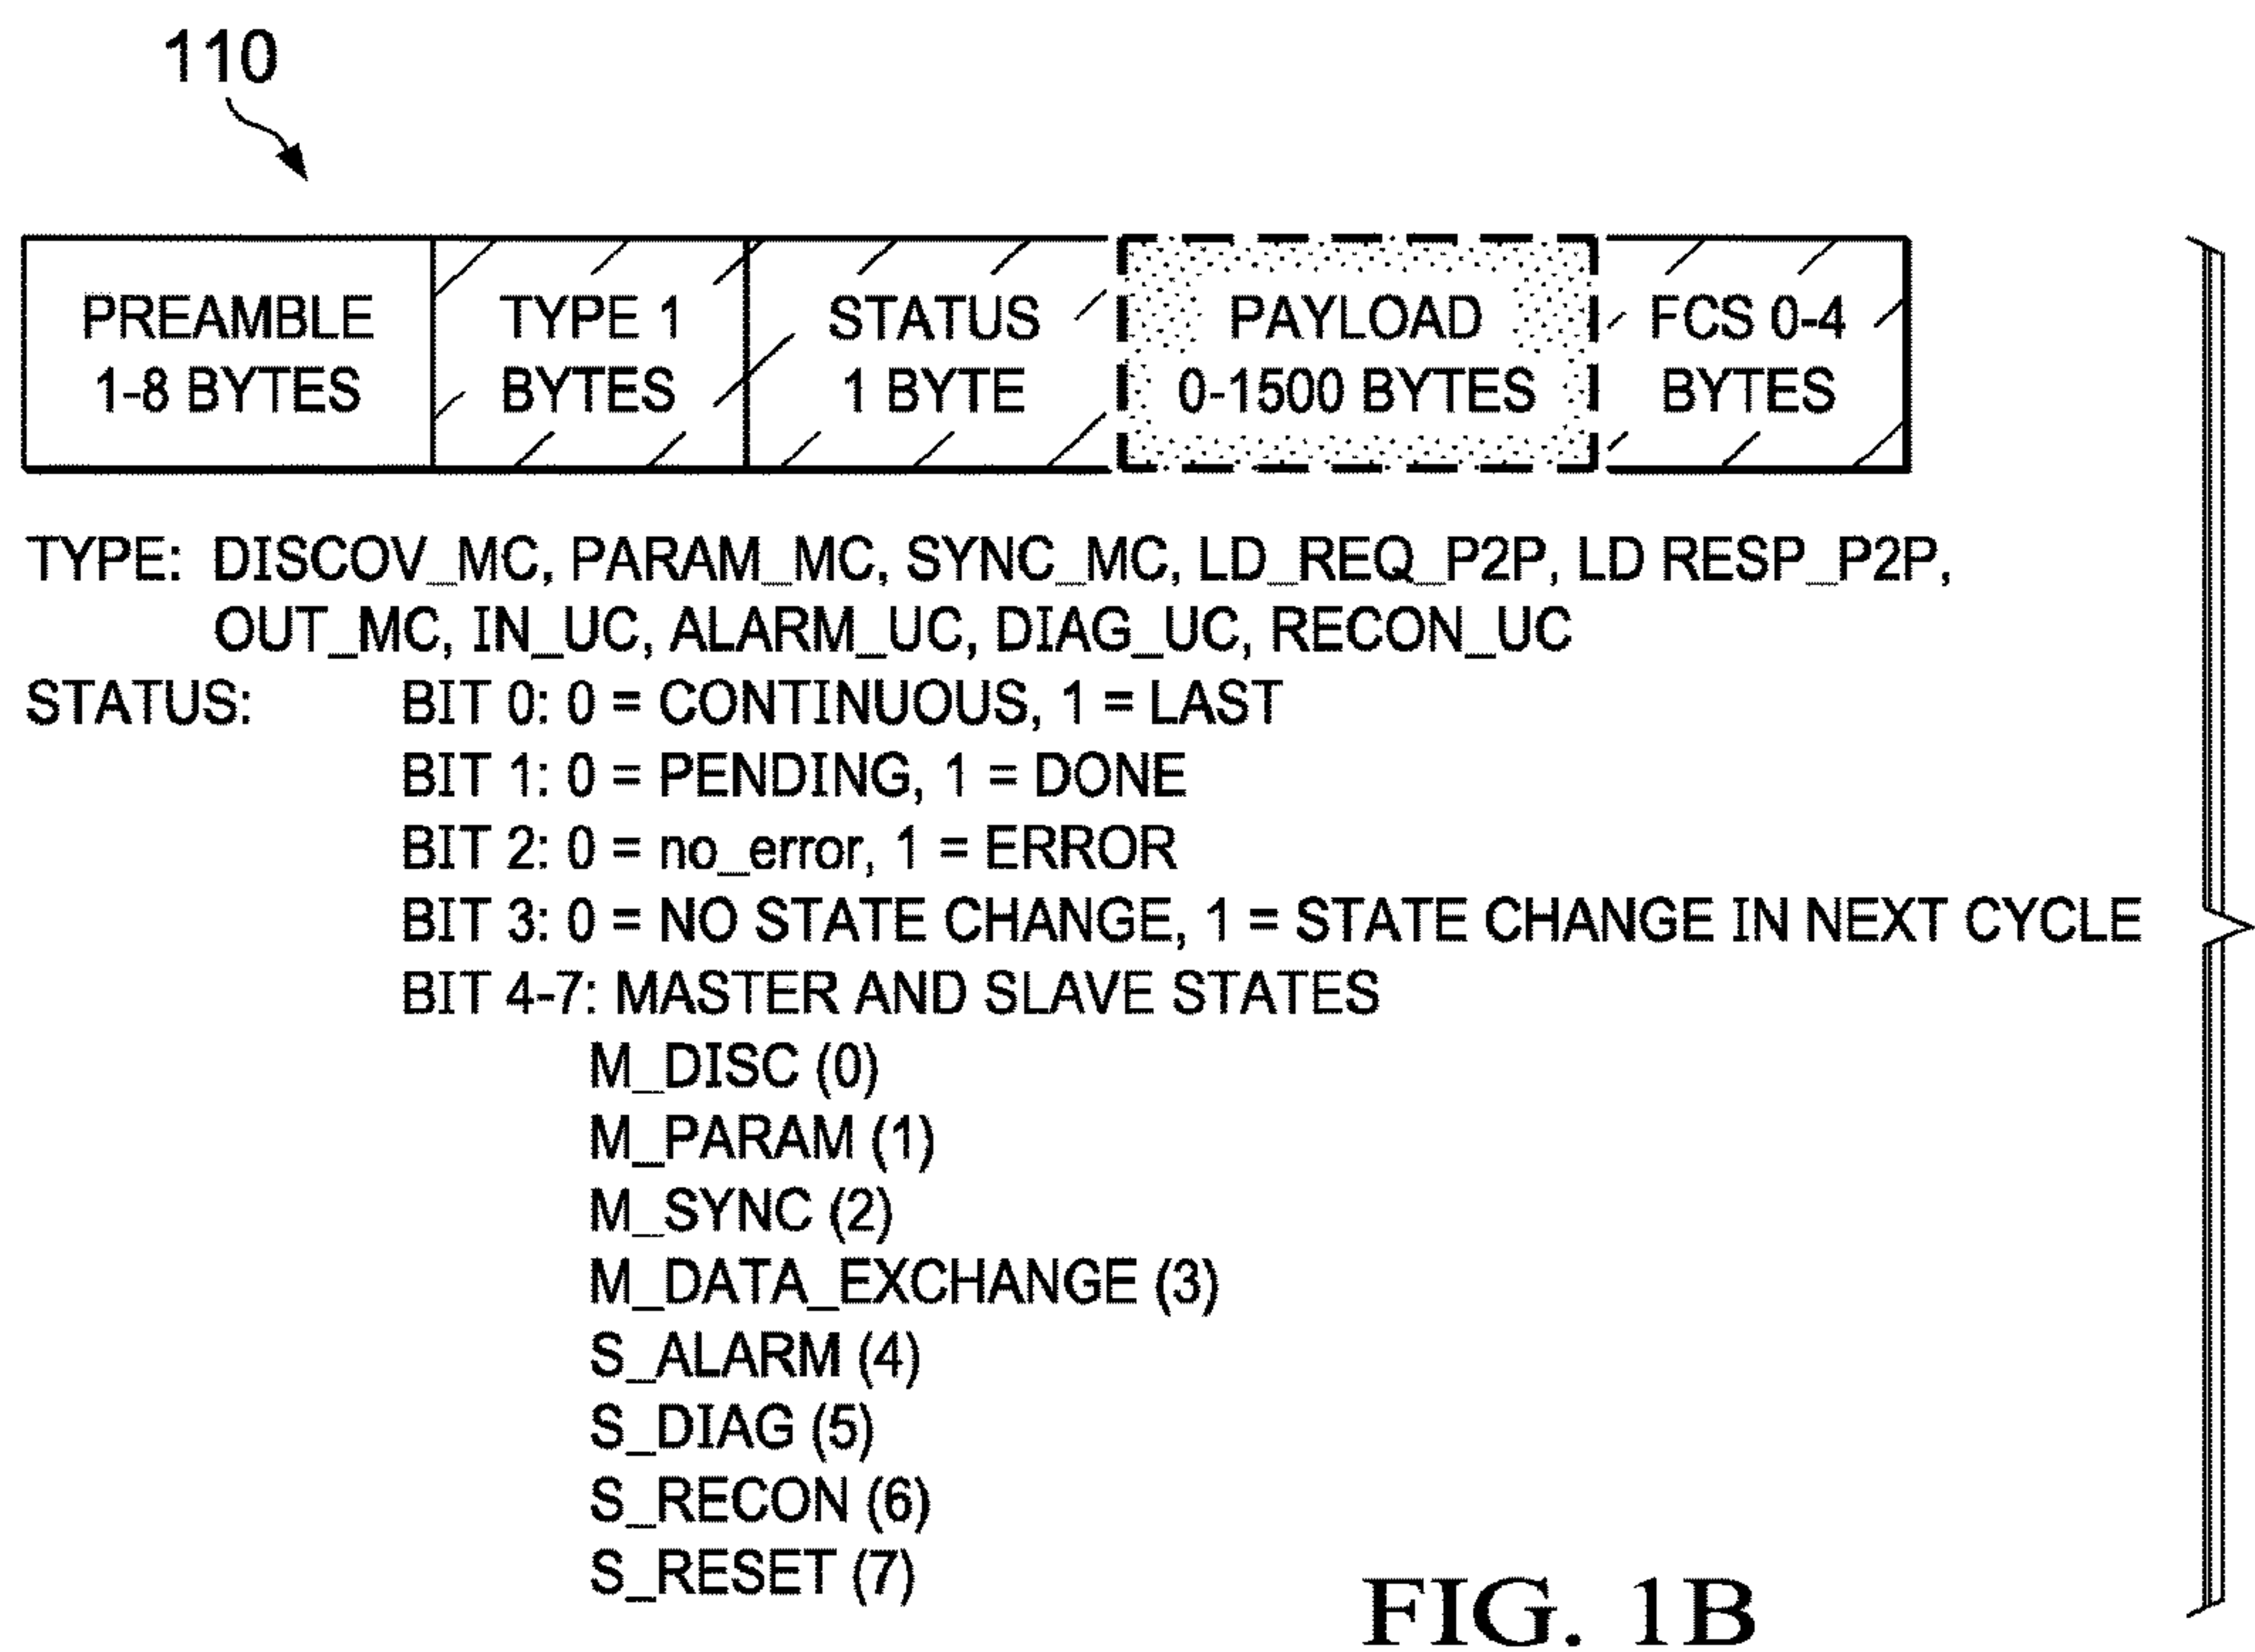 110
PREAMBLE 1-8 BYTES
TYPE 1 BYTES
STATUS 1 BYTE
PAYLOAD 0-1500 BYTES
FCS 0-4 BYTES
TYPE: DISCOV_MC, PARAM_MC, SYNC_MC, LD_REQ_P2P, LD RESP_P2P,
OUT_MC, IN_UC, ALARM_UC, DIAG_UC, RECON_UC
STATUS: BIT 0: 0 = CONTINUOUS, 1 = LAST
BIT 1: 0 = PENDING, 1 = DONE
BIT 2: 0 = no_error, 1 = ERROR
BIT 3: 0 = NO STATE CHANGE, 1 = STATE CHANGE IN NEXT CYCLE
BIT 4-7: MASTER AND SLAVE STATES
M_DISC (0)
M_PARAM (1)
M_SYNC (2)
M_DATA_EXCHANGE (3)
S_ALARM (4)
S_DIAG (5)
S_RECON (6)
S_RESET (7)
FIG. 1B